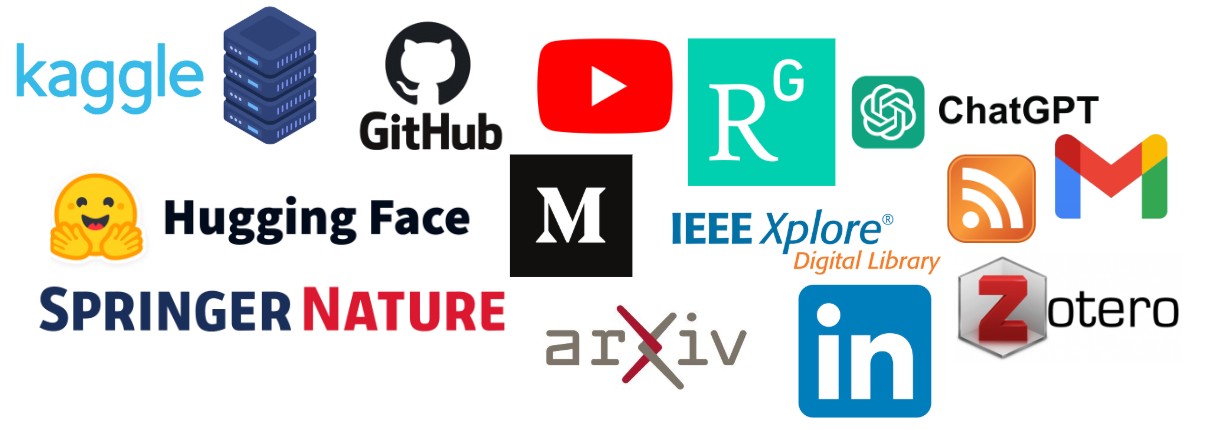 kaggle
GitHub
R^G
ChatGPT
Hugging Face
M
IEEE Xplore®
Digital Library
SPRINGER NATURE
arXiv
in
Zotero